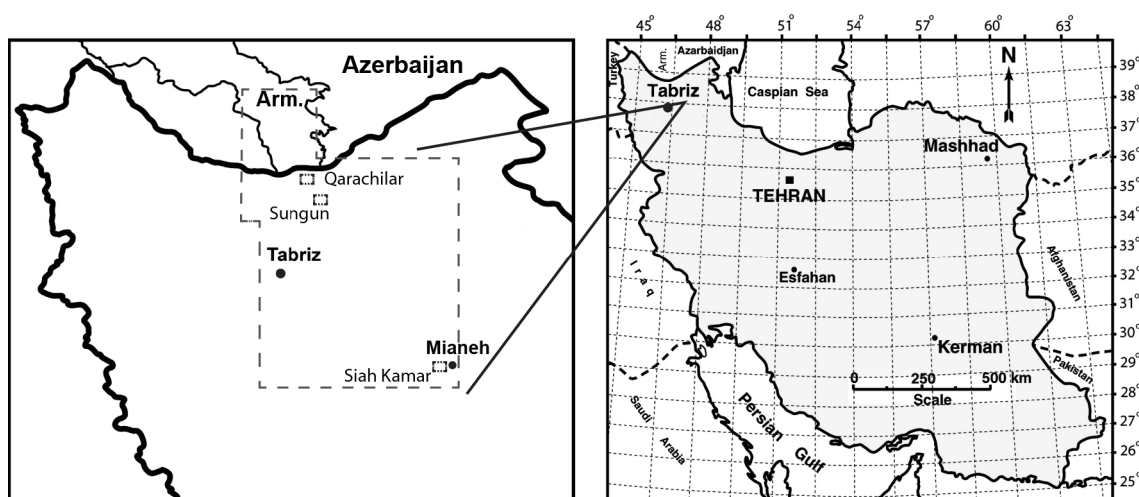 Azerbaijan
Arm.
Qarachilar
Sungun
Tabriz
Mianeh
Siah Kamar
45° 48° 51° 54° 57° 60° 63°
Turkey
Arm.
Azarbaidjan
Caspian Sea
N
Tabriz
Mashhad
TEHRAN
Esfahan
Iraq
Afghanistan
Kerman
Pakistan
0 250 500 km
Scale
Persian Gulf
Saudi Arabia
39°
38°
37°
36°
35°
34°
33°
32°
31°
30°
29°
28°
27°
26°
25°